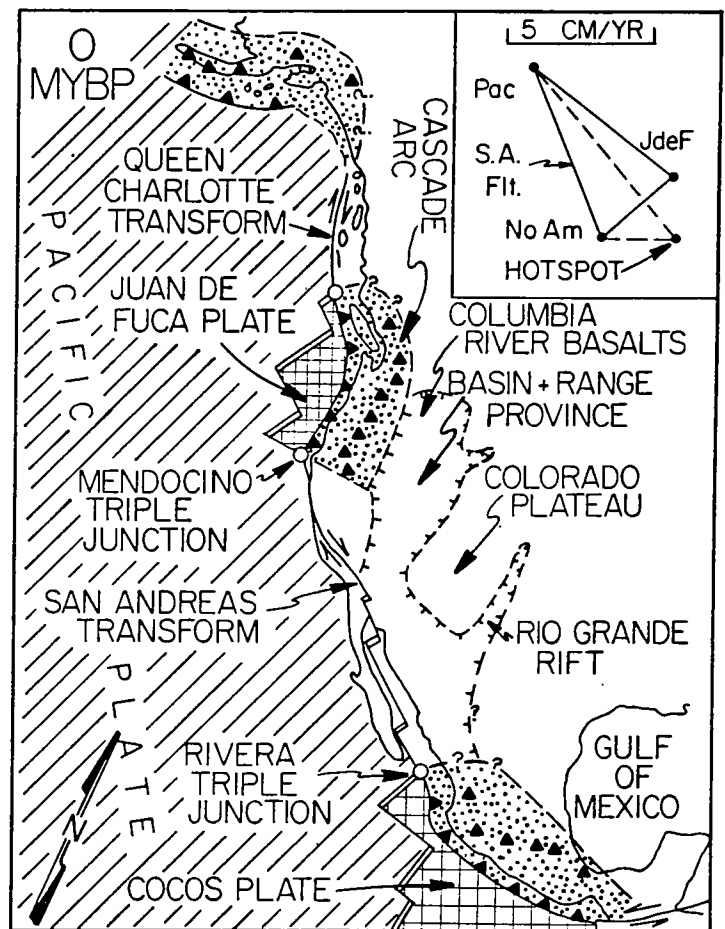 0
MYBP
5 CM/YR
Pac
JdeF
S.A.
Flt.
No Am
HOTSPOT
CASCADE
ARC
QUEEN
CHARLOTTE
TRANSFORM
PACIFIC
PLATE
JUAN DE
FUCA PLATE
COLUMBIA
RIVER BASALTS
BASIN + RANGE
PROVINCE
MENDOCINO
TRIPLE
JUNCTION
COLORADO
PLATEAU
SAN ANDREAS
TRANSFORM
RIO GRANDE
RIFT
RIVERA
TRIPLE
JUNCTION
GULF
OF
MEXICO
COCOS PLATE
N
?
?
?
?
?
?
?